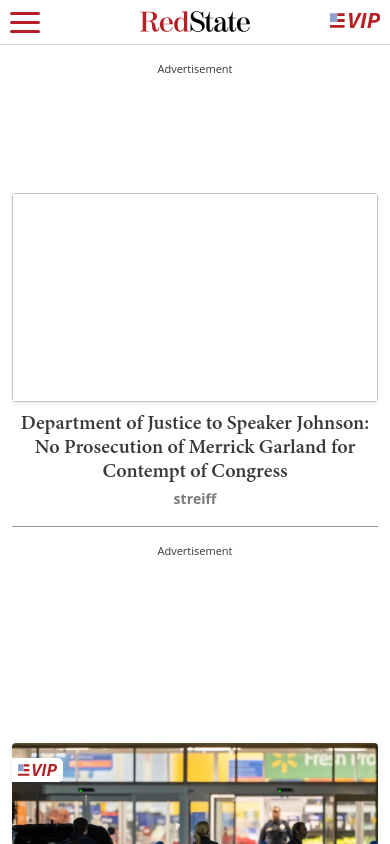 RedState
VIP
Advertisement
Department of Justice to Speaker Johnson:
No Prosecution of Merrick Garland for
Contempt of Congress
streiff
Advertisement
VIP
Fresh